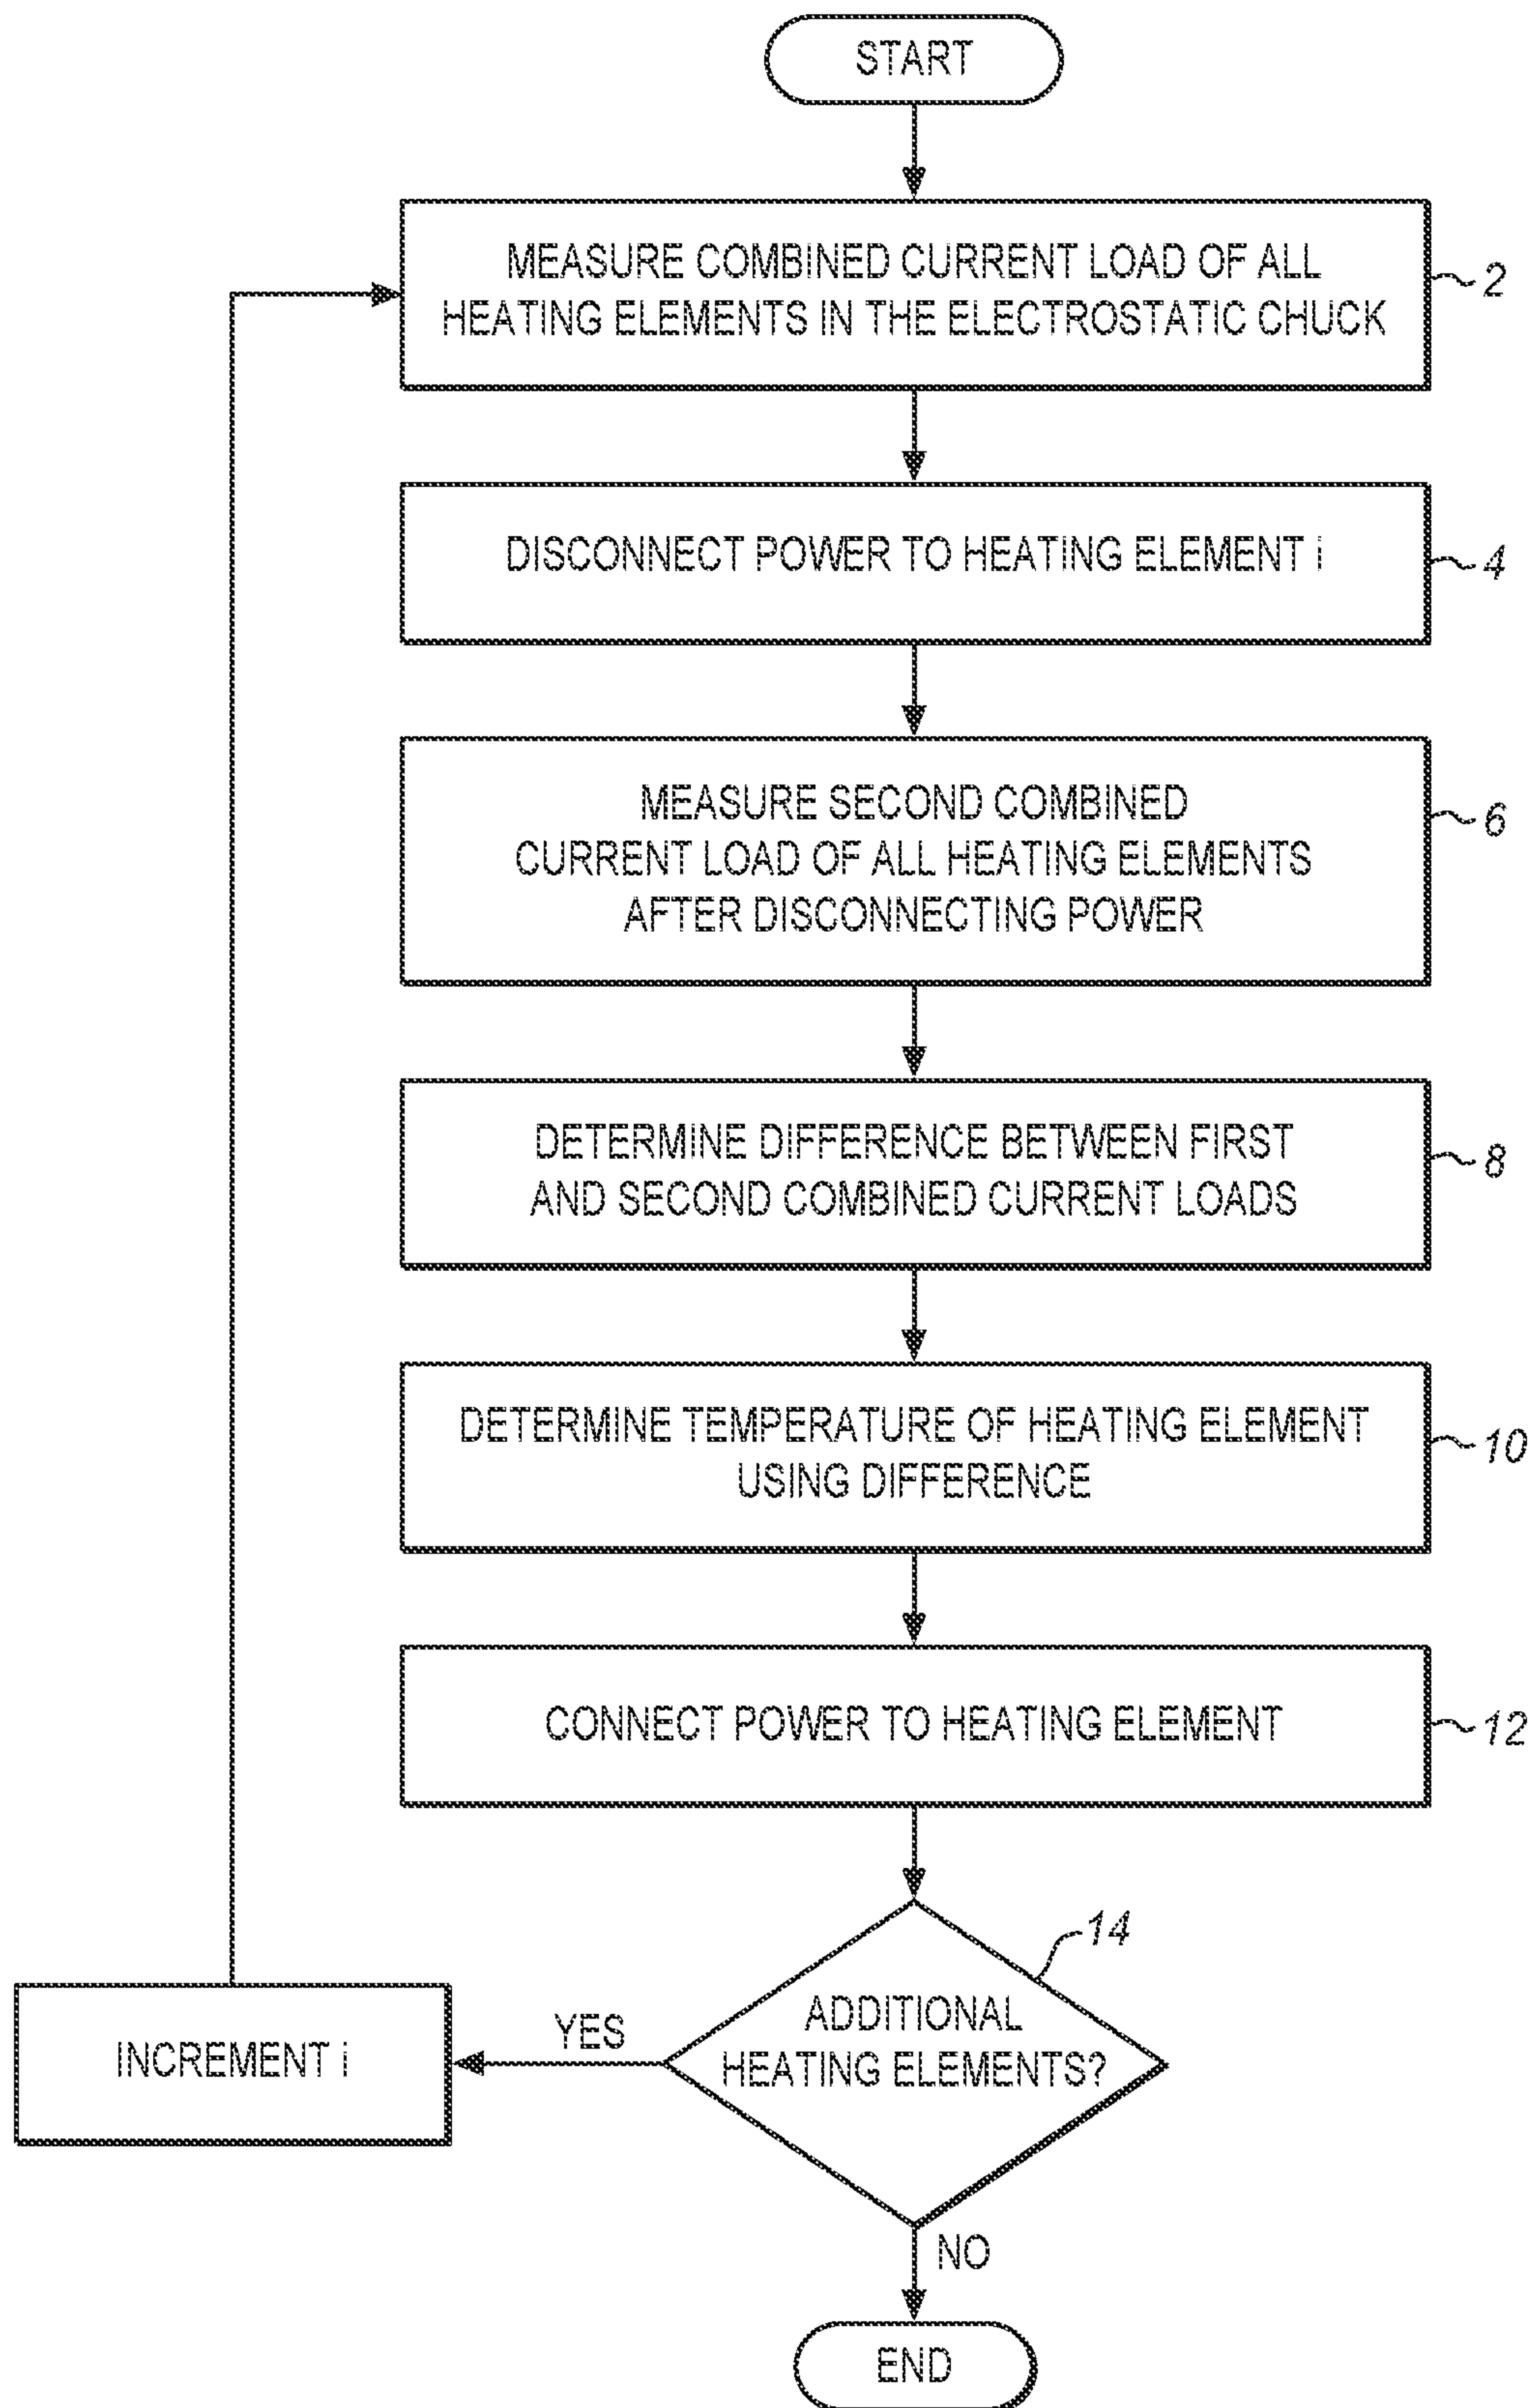 START
MEASURE COMBINED CURRENT LOAD OF ALL
HEATING ELEMENTS IN THE ELECTROSTATIC CHUCK
2
DISCONNECT POWER TO HEATING ELEMENT i
4
MEASURE SECOND COMBINED
CURRENT LOAD OF ALL HEATING ELEMENTS
AFTER DISCONNECTING POWER
6
DETERMINE DIFFERENCE BETWEEN FIRST
AND SECOND COMBINED CURRENT LOADS
8
DETERMINE TEMPERATURE OF HEATING ELEMENT
USING DIFFERENCE
10
CONNECT POWER TO HEATING ELEMENT
12
14
ADDITIONAL
HEATING ELEMENTS?
YES
INCREMENT i
NO
END